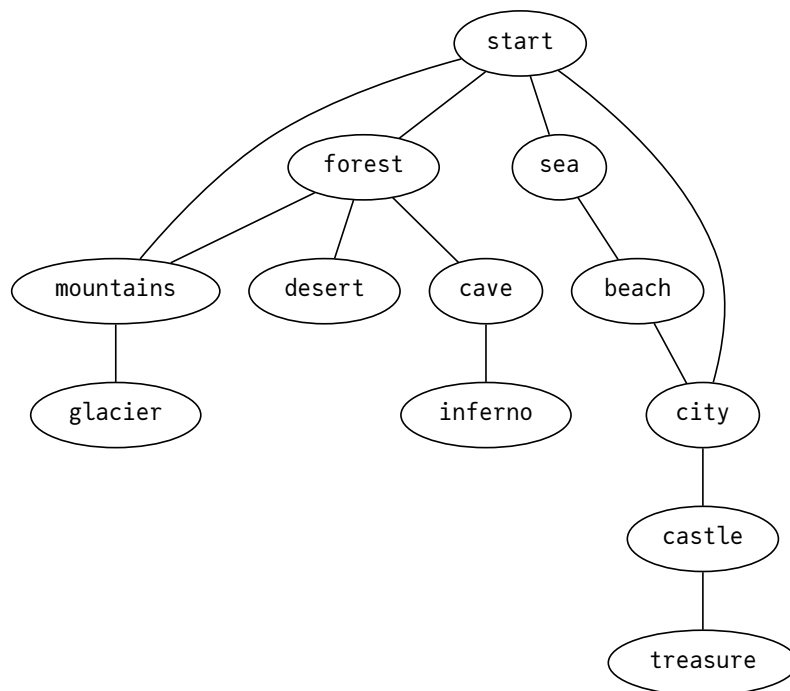 start
forest
sea
mountains
desert
cave
beach
glacier
inferno
city
castle
treasure